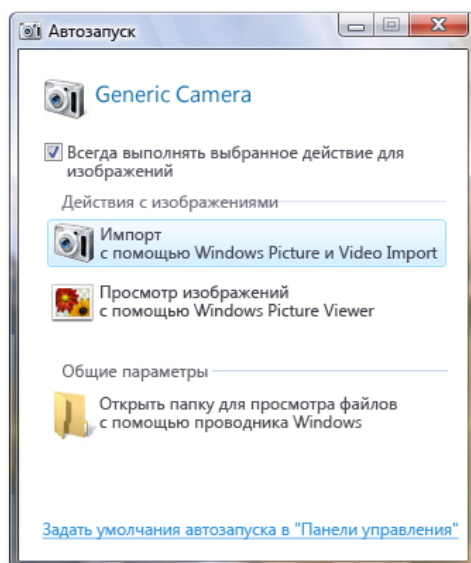 Автозапуск
Generic Camera
Всегда выполнять выбранное действие для
изображений
Действия с изображениями
Импорт
с помощью Windows Picture и Video Import
Просмотр изображений
с помощью Windows Picture Viewer
Общие параметры
Открыть папку для просмотра файлов
с помощью проводника Windows
Задать умолчания автозапуска в "Панели управления"